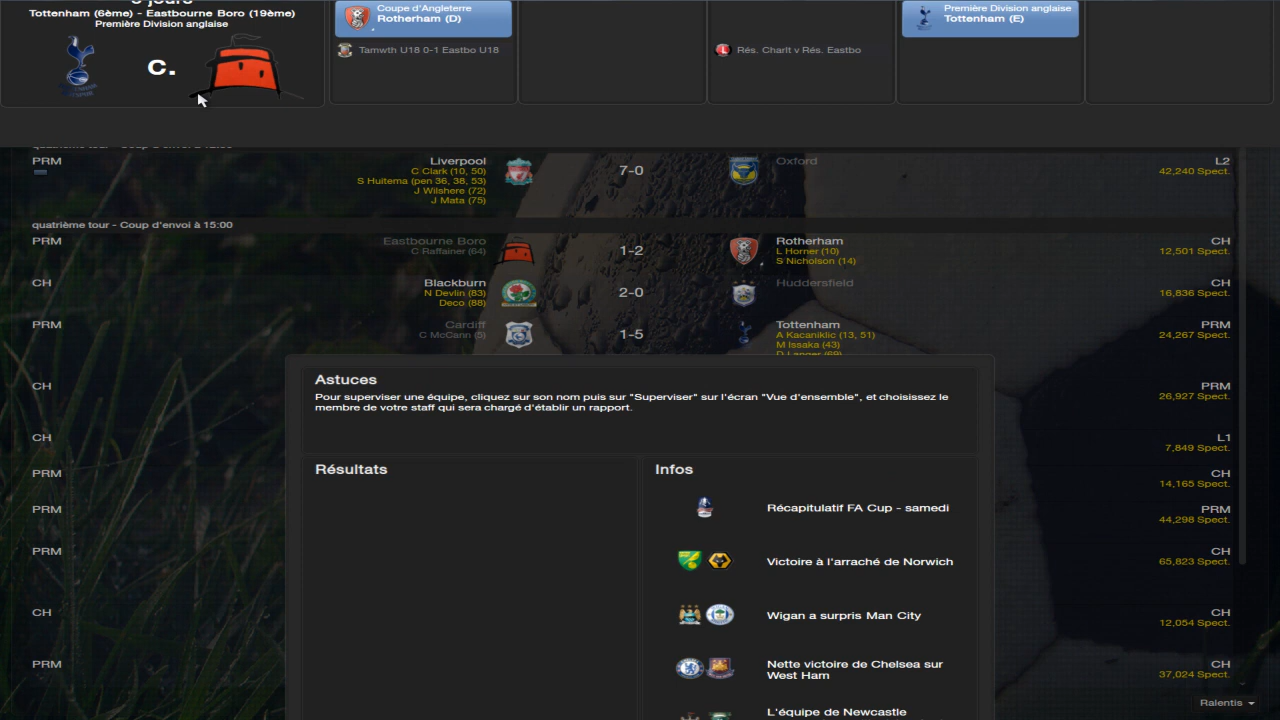 Tottenham (6ème) - Eastbourne Boro (19ème)
Première Division anglaise
C.
Coupe d'Angleterre
Rotherham (D)
Tamwth U18 0-1 Eastbo U18
Rés. Charlt v Rés. Eastbo
Première Division anglaise
Tottenham (E)
PRM
Liverpool
C Clark (10, 50)
S Huitema (pen 36, 38, 53)
J Wilshere (72)
J Mata (75)
7-0
Oxford
L2
42,240 Spect.
quatrième tour - Coup d'envoi à 15:00
PRM
Eastbourne Boro
C Raffainer (64)
1-2
Rotherham
L Horner (10)
S Nicholson (14)
CH
12,501 Spect.
CH
Blackburn
N Devlin (83)
Deco (88)
2-0
Huddersfield
CH
16,836 Spect.
PRM
Cardiff
C McCann (5)
1-5
Tottenham
A Kacaniklic (13, 51)
M Issaka (43)
PRM
24,267 Spect.
CH
PRM
26,927 Spect.
CH
L1
7,849 Spect.
PRM
CH
14,165 Spect.
PRM
PRM
44,298 Spect.
PRM
CH
65,823 Spect.
CH
CH
12,054 Spect.
PRM
CH
37,024 Spect.
Astuces
Pour superviser une équipe, cliquez sur son nom puis sur "Superviser" sur l'écran "Vue d'ensemble", et choisissez le
membre de votre staff qui sera chargé d'établir un rapport.
Résultats
Infos
Récapitulatif FA Cup - samedi
Victoire à l'arraché de Norwich
Wigan a surpris Man City
Nette victoire de Chelsea sur
West Ham
L'équipe de Newcastle
Ralentis